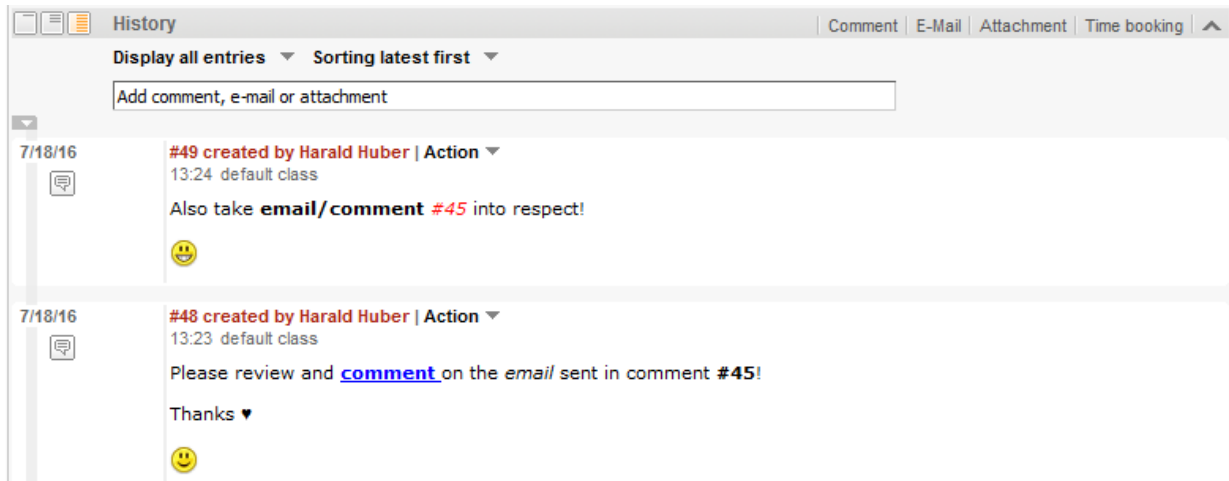 History Comment E-Mail Attachment Time booking
Display all entries Sorting latest first
Add comment, e-mail or attachment
7/18/16 #49 created by Harald Huber | Action
13:24 default class
Also take email/comment #45 into respect!
7/18/16 #48 created by Harald Huber | Action
13:23 default class
Please review and comment on the email sent in comment #45!
Thanks ♥